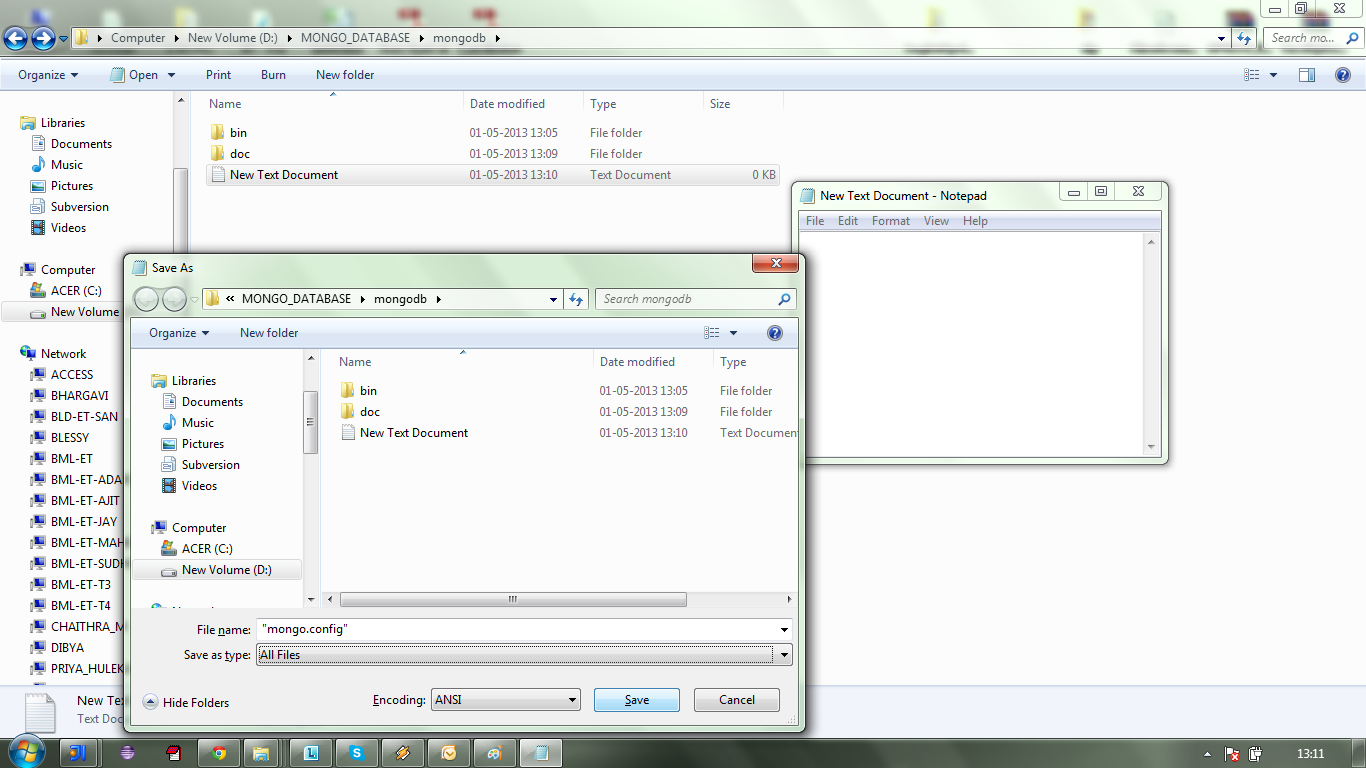 Computer New Volume (D:) MONGO_DATABASE mongodb Search mo...
Organize Open Print Burn New folder
Name Date modified Type Size
bin 01-05-2013 13:05 File folder
doc 01-05-2013 13:09 File folder
New Text Document 01-05-2013 13:10 Text Document 0 KB
Libraries
Documents
Music
Pictures
Subversion
Videos
Computer
ACER (C:)
New Volume
Network
ACCESS
BHARGAVI
BLD-ET-SAN
BLESSY
BML-ET
BML-ET-ADA
BML-ET-AJIT
BML-ET-JAY
BML-ET-MAH
BML-ET-SUDH
BML-ET-T3
BML-ET-T4
CHAITHRA_M
DIBYA
PRIYA_HULEK
New Text Document - Notepad
File Edit Format View Help
Save As
« MONGO_DATABASE mongodb Search mongodb
Organize New folder
Libraries
Documents
Music
Pictures
Subversion
Videos
Computer
ACER (C:)
New Volume (D:)
Name Date modified Type
bin 01-05-2013 13:05 File folder
doc 01-05-2013 13:09 File folder
New Text Document 01-05-2013 13:10 Text Documen
File name: "mongo.config"
Save as type: All Files
Hide Folders Encoding: ANSI Save Cancel
New Tex
Text Doc
13:11